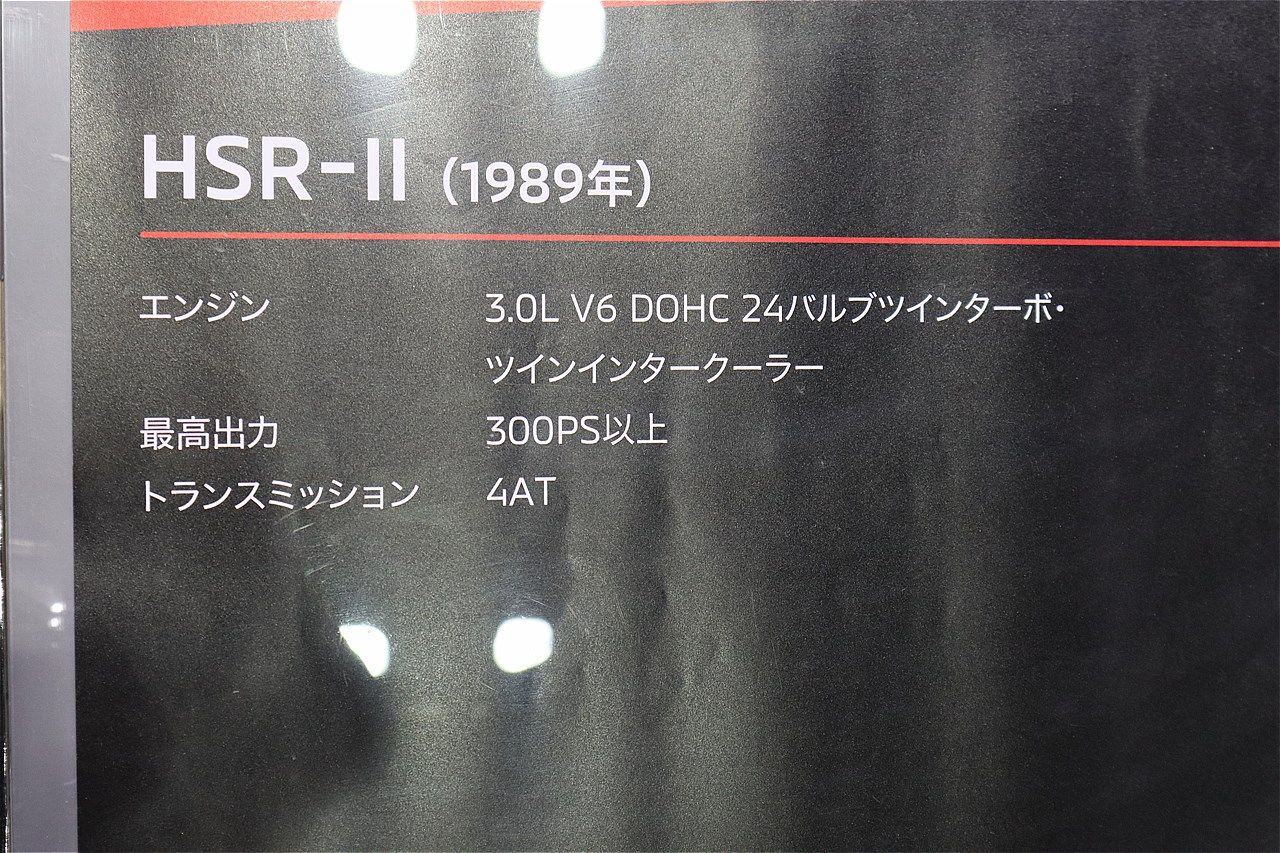 HSR-II (1989年)
エンジン 3.0L V6 DOHC 24バルブツインターボ・
ツインインタークーラー
最高出力 300PS以上
トランスミッション 4AT